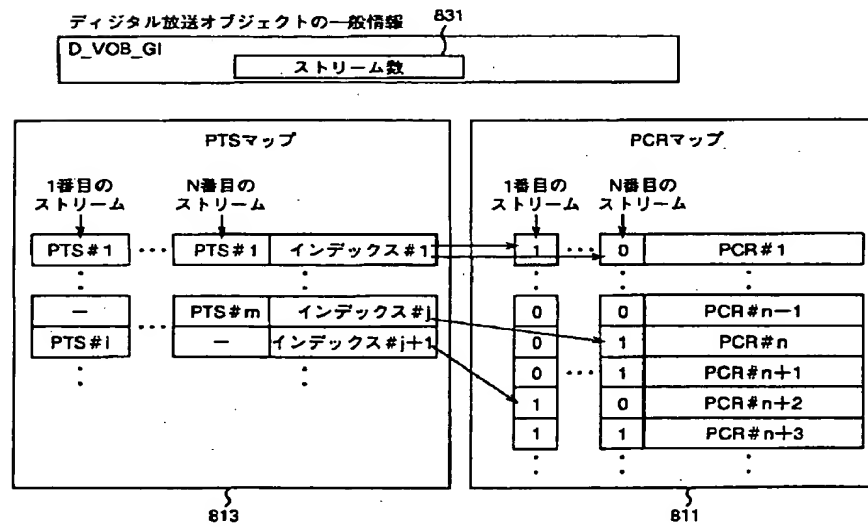 ディジタル放送オブジェクトの一般情報
831
D_VOB_GI
ストリーム数
PTSマップ
1番目の
ストリーム
N番目の
ストリーム
PTS#1 ··· PTS#1 インデックス#1
− ··· PTS#m インデックス#j
PTS#i − インデックス#j+1
813
PCRマップ
1番目の
ストリーム
N番目の
ストリーム
1 ··· 0 PCR#1
0 0 PCR#n−1
0 1 PCR#n
0 ··· 1 PCR#n+1
1 0 PCR#n+2
1 1 PCR#n+3
811